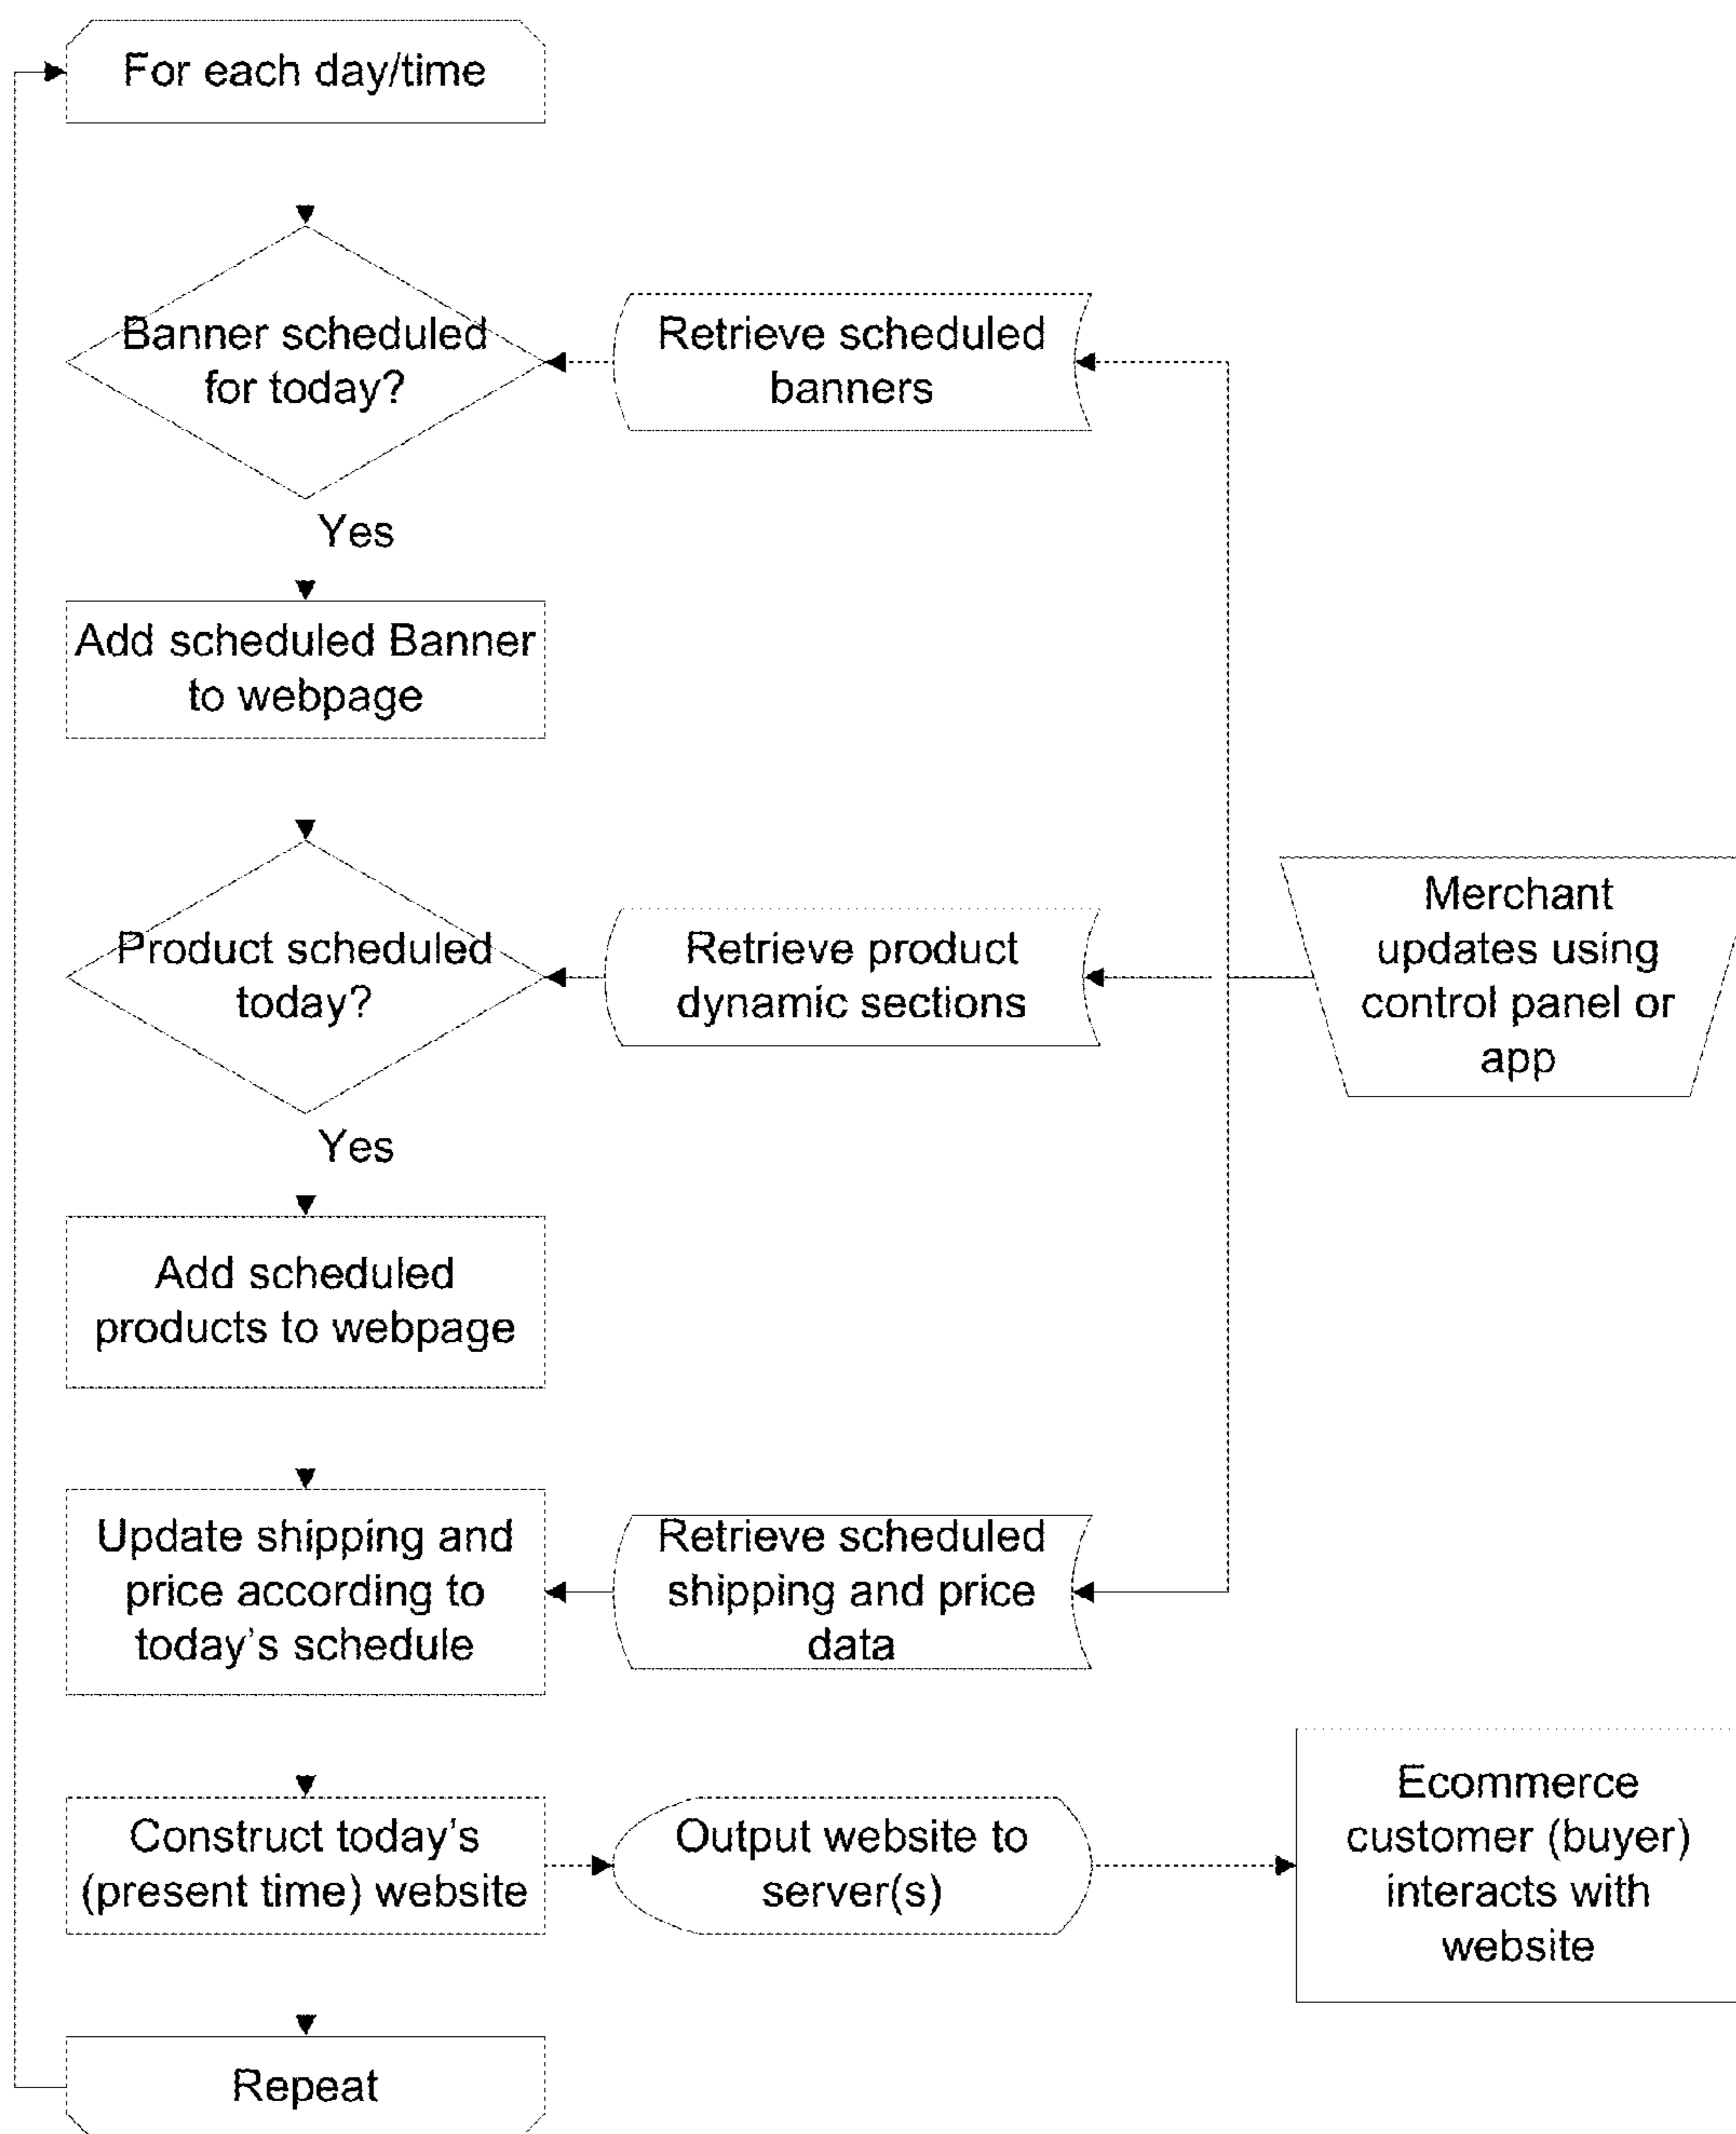 For each day/time
Banner scheduled
for today?
Retrieve scheduled
banners
Yes
Add scheduled Banner
to webpage
Product scheduled
today?
Retrieve product
dynamic sections
Merchant
updates using
control panel or
app
Yes
Add scheduled
products to webpage
Update shipping and
price according to
today's schedule
Retrieve scheduled
shipping and price
data
Construct today's
(present time) website
Output website to
server(s)
Ecommerce
customer (buyer)
interacts with
website
Repeat